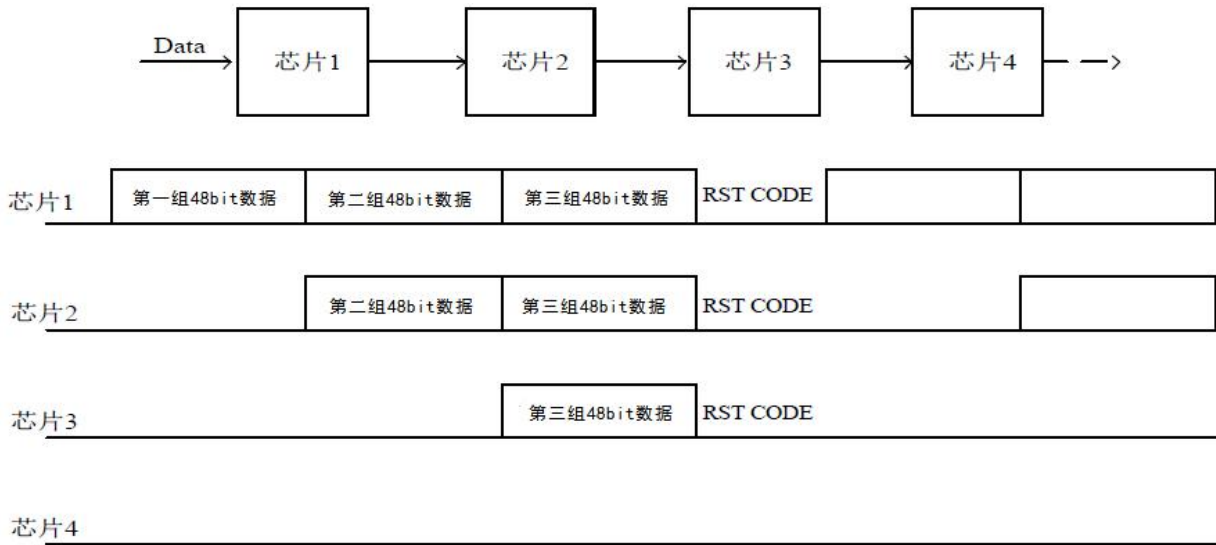 Data
芯片1
芯片2
芯片3
芯片4
芯片1 第一组48bit数据 第二组48bit数据 第三组48bit数据 RST CODE
芯片2 第二组48bit数据 第三组48bit数据 RST CODE
芯片3 第三组48bit数据 RST CODE
芯片4